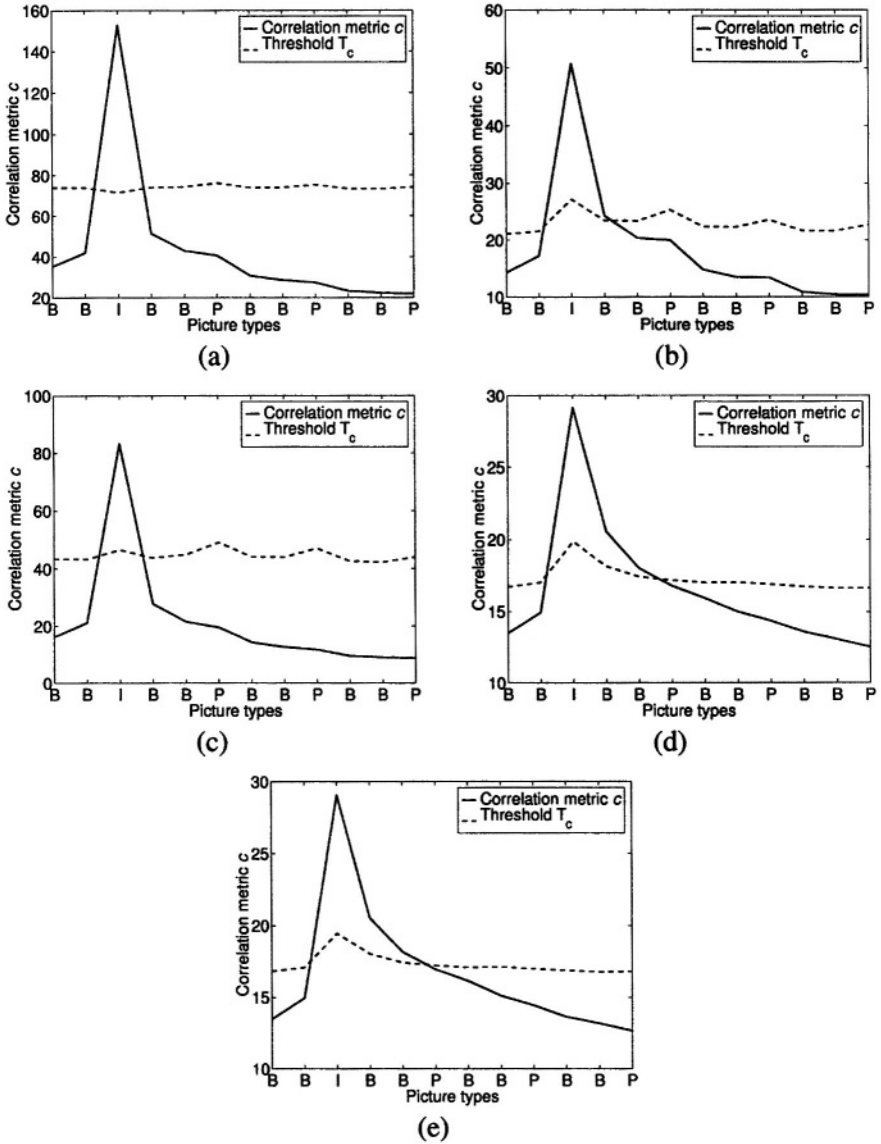 160
140
120
100
80
60
40
20
Correlation metric c
Correlation metric c
Threshold T_c
B B I B B P B B P B B P
Picture types
(a)
60
50
40
30
20
10
Correlation metric c
Correlation metric c
Threshold T_c
B B I B B P B B P B B P
Picture types
(b)
100
80
60
40
20
0
Correlation metric c
Correlation metric c
Threshold T_c
B B I B B P B B P B B P
Picture types
(c)
30
25
20
15
10
Correlation metric c
Correlation metric c
Threshold T_c
B B I B B P B B P B B P
Picture types
(d)
30
25
20
15
10
Correlation metric c
Correlation metric c
Threshold T_c
B B I B B P B B P B B P
Picture types
(e)